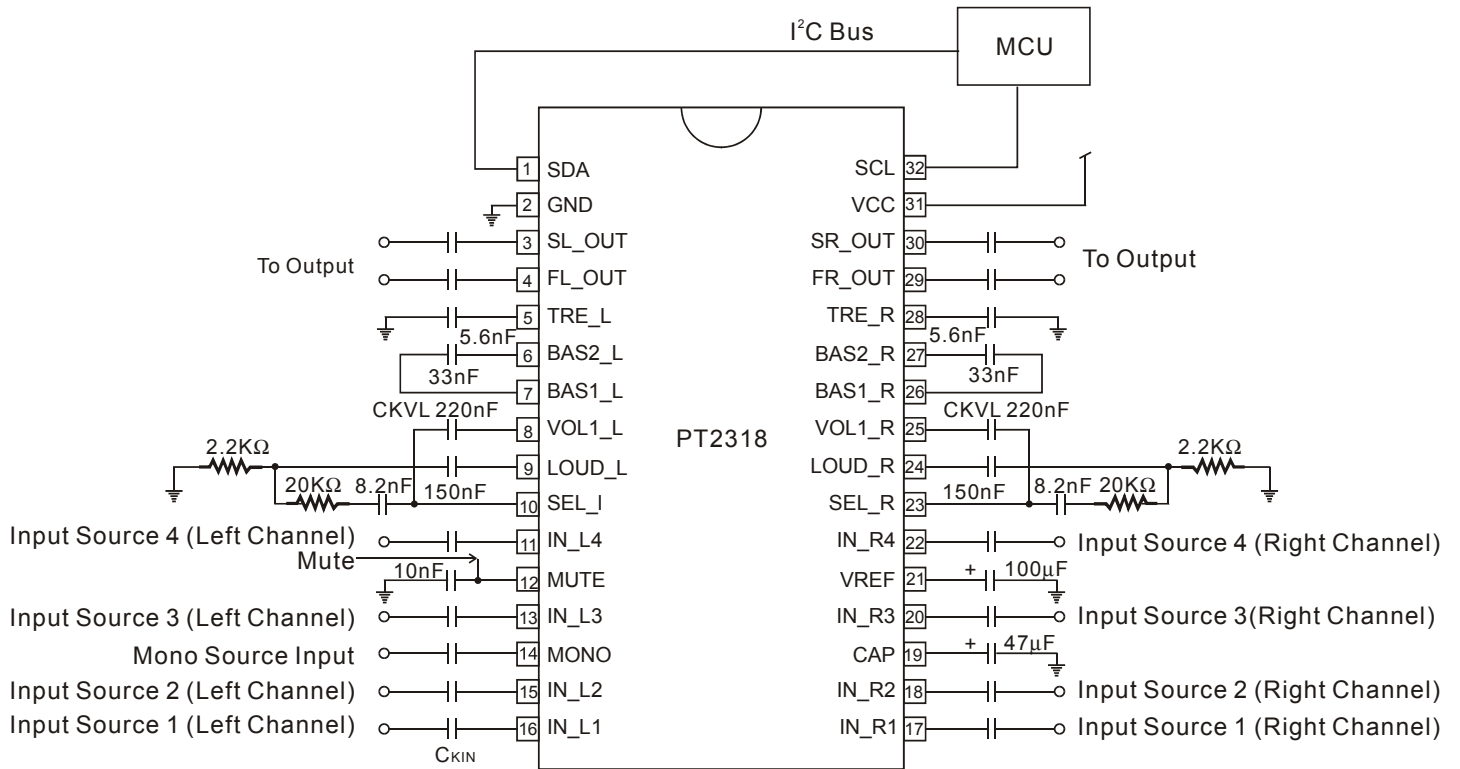 I²C Bus
MCU
1 SDA
SCL 32
2 GND
VCC 31
To Output
3 SL_OUT
SR_OUT 30
To Output
4 FL_OUT
FR_OUT 29
5 TRE_L
TRE_R 28
5.6nF
5.6nF
6 BAS2_L
BAS2_R 27
33nF
33nF
7 BAS1_L
BAS1_R 26
CKVL 220nF
CKVL 220nF
8 VOL1_L
PT2318
VOL1_R 25
2.2KΩ
2.2KΩ
9 LOUD_L
LOUD_R 24
20KΩ 8.2nF 150nF
150nF 8.2nF 20KΩ
10 SEL_I
SEL_R 23
Input Source 4 (Left Channel)
11 IN_L4
IN_R4 22
Input Source 4 (Right Channel)
Mute
10nF
12 MUTE
VREF 21
+ 100µF
Input Source 3 (Left Channel)
13 IN_L3
IN_R3 20
Input Source 3(Right Channel)
Mono Source Input
14 MONO
CAP 19
+ 47µF
Input Source 2 (Left Channel)
15 IN_L2
IN_R2 18
Input Source 2 (Right Channel)
Input Source 1 (Left Channel)
16 IN_L1
IN_R1 17
Input Source 1 (Right Channel)
CKIN